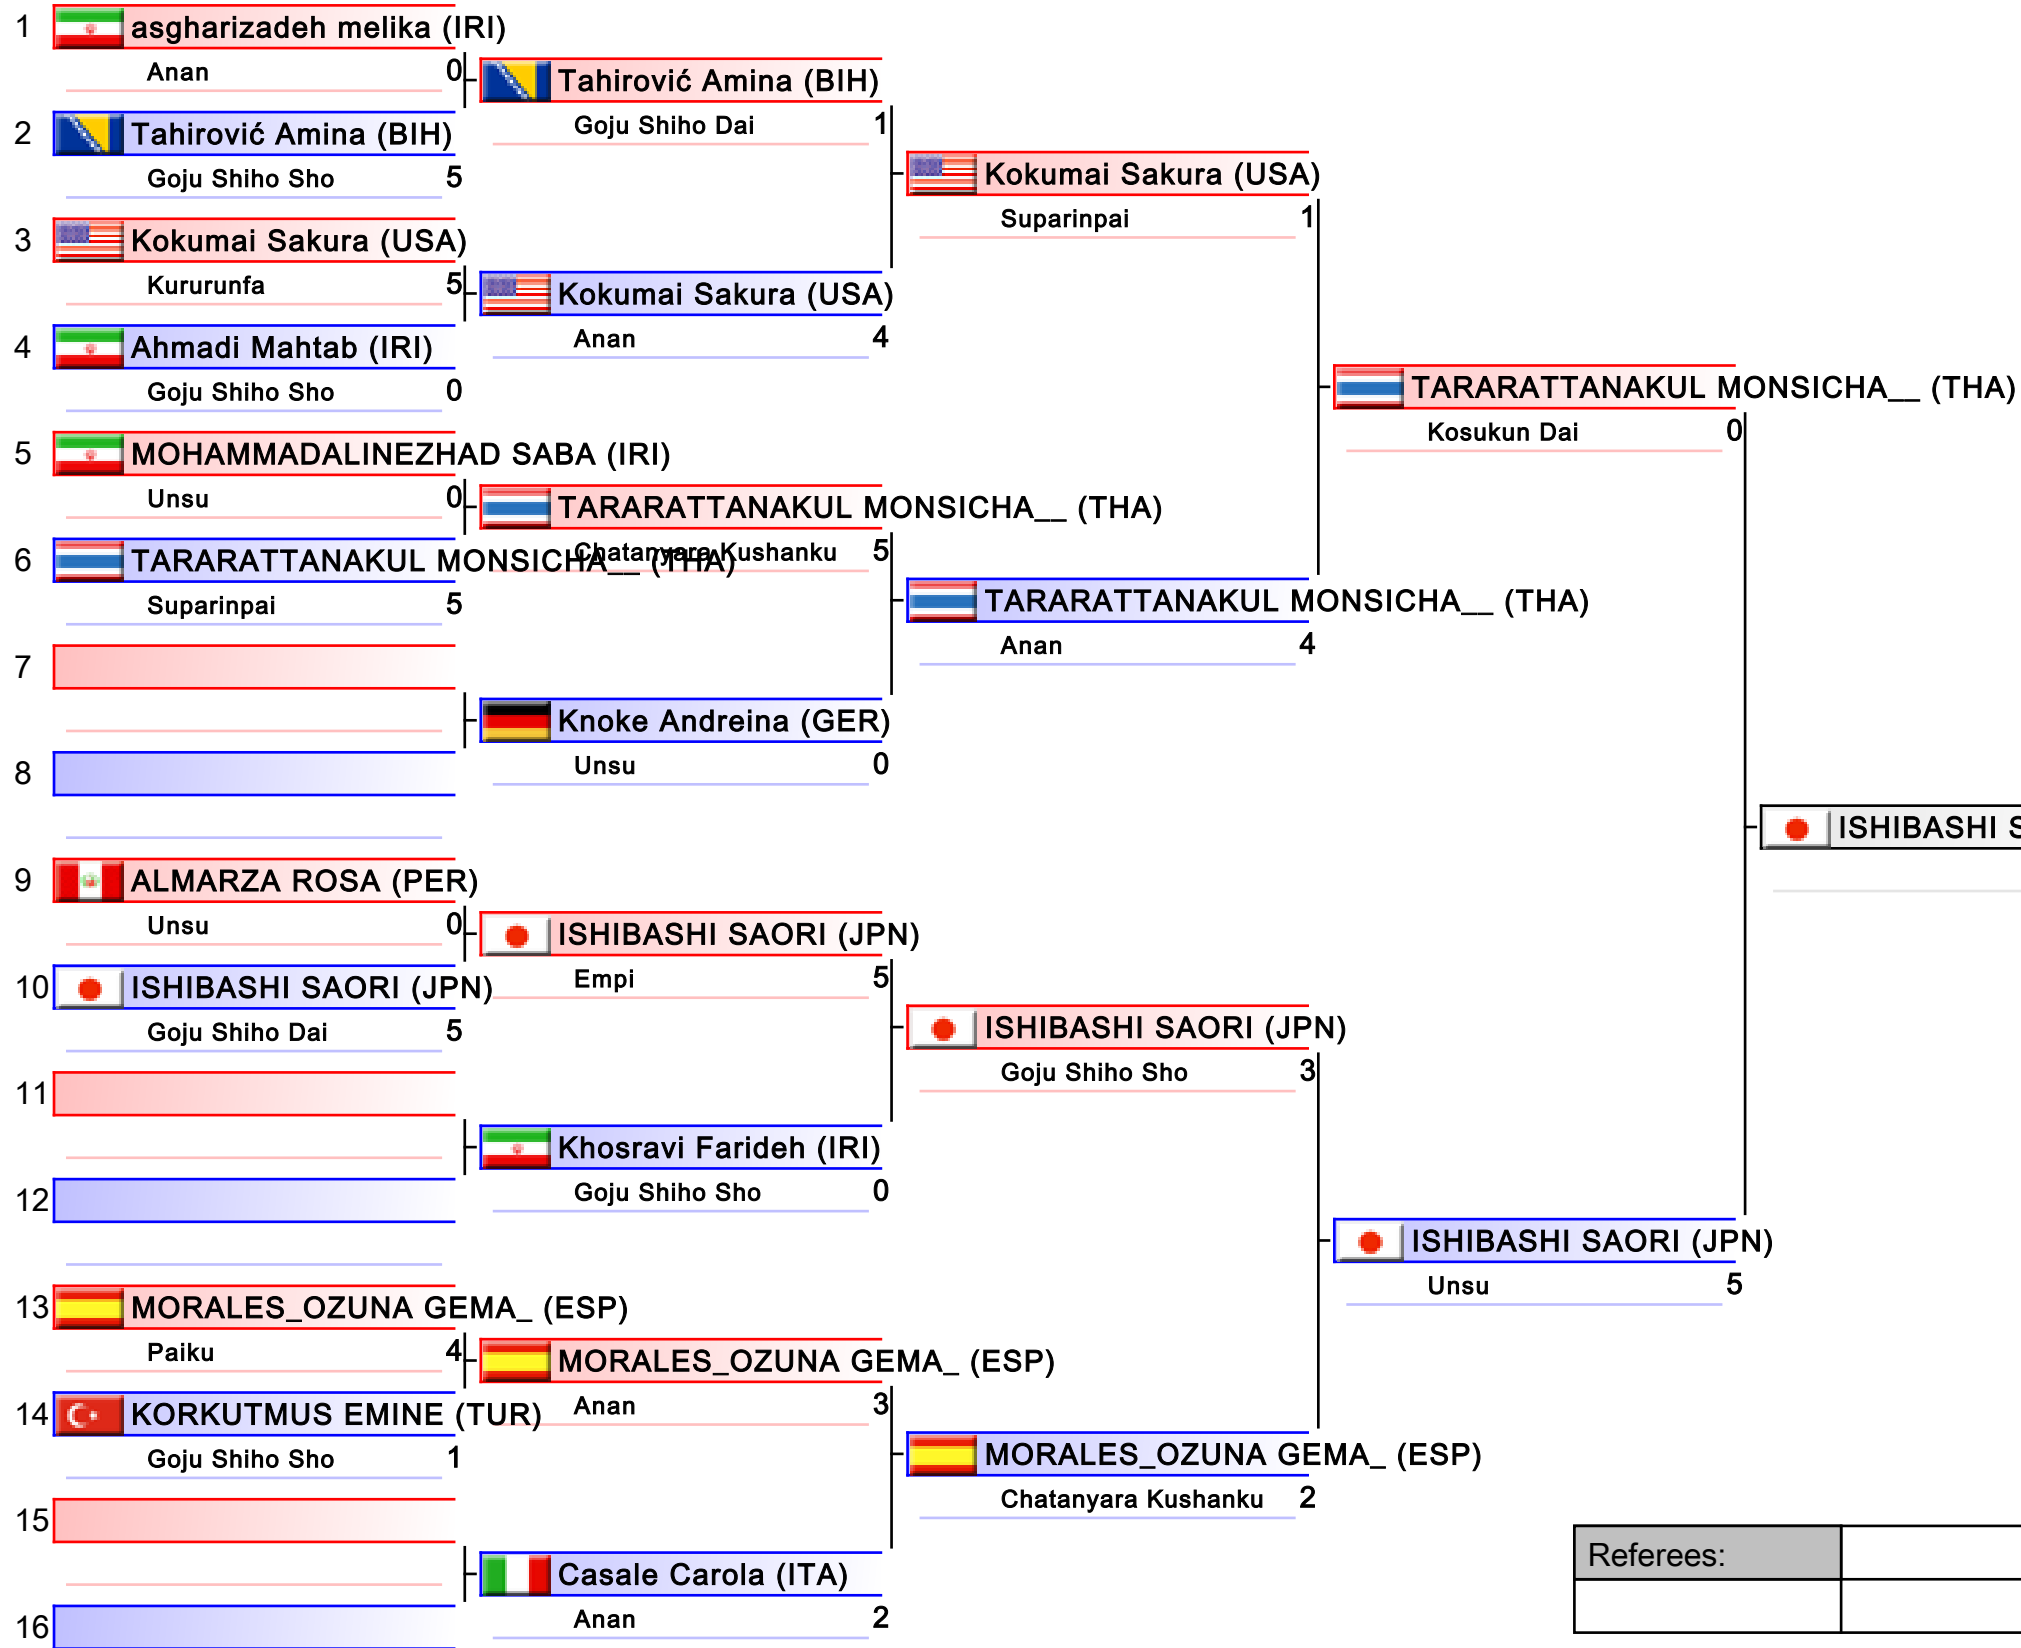 1 asgharizadeh melika (IRI)
Anan 0
Tahirović Amina (BIH)
Goju Shiho Dai 1
2 Tahirović Amina (BIH)
Goju Shiho Sho 5
Kokumai Sakura (USA)
Suparinpai 1
3 Kokumai Sakura (USA)
Kururunfa 5
Kokumai Sakura (USA)
Anan 4
4 Ahmadi Mahtab (IRI)
Goju Shiho Sho 0
TARARATTANAKUL MONSICHA__ (THA)
Kosukun Dai 0
5 MOHAMMADALINEZHAD SABA (IRI)
Unsu 0
TARARATTANAKUL MONSICHA__ (THA)
Chatanyara Kushanku 5
6 TARARATTANAKUL MONSICHA__ (THA)
Suparinpai 5
TARARATTANAKUL MONSICHA__ (THA)
Anan 4
7
Knoke Andreina (GER)
Unsu 0
8
ISHIBASHI S
9 ALMARZA ROSA (PER)
Unsu 0
ISHIBASHI SAORI (JPN)
Empi 5
10 ISHIBASHI SAORI (JPN)
Goju Shiho Dai 5
ISHIBASHI SAORI (JPN)
Goju Shiho Sho 3
11
Khosravi Farideh (IRI)
Goju Shiho Sho 0
12
ISHIBASHI SAORI (JPN)
Unsu 5
13 MORALES_OZUNA GEMA_ (ESP)
Paiku 4
MORALES_OZUNA GEMA_ (ESP)
Anan 3
14 KORKUTMUS EMINE (TUR)
Goju Shiho Sho 1
MORALES_OZUNA GEMA_ (ESP)
Chatanyara Kushanku 2
15
Casale Carola (ITA)
Anan 2
16
Referees: